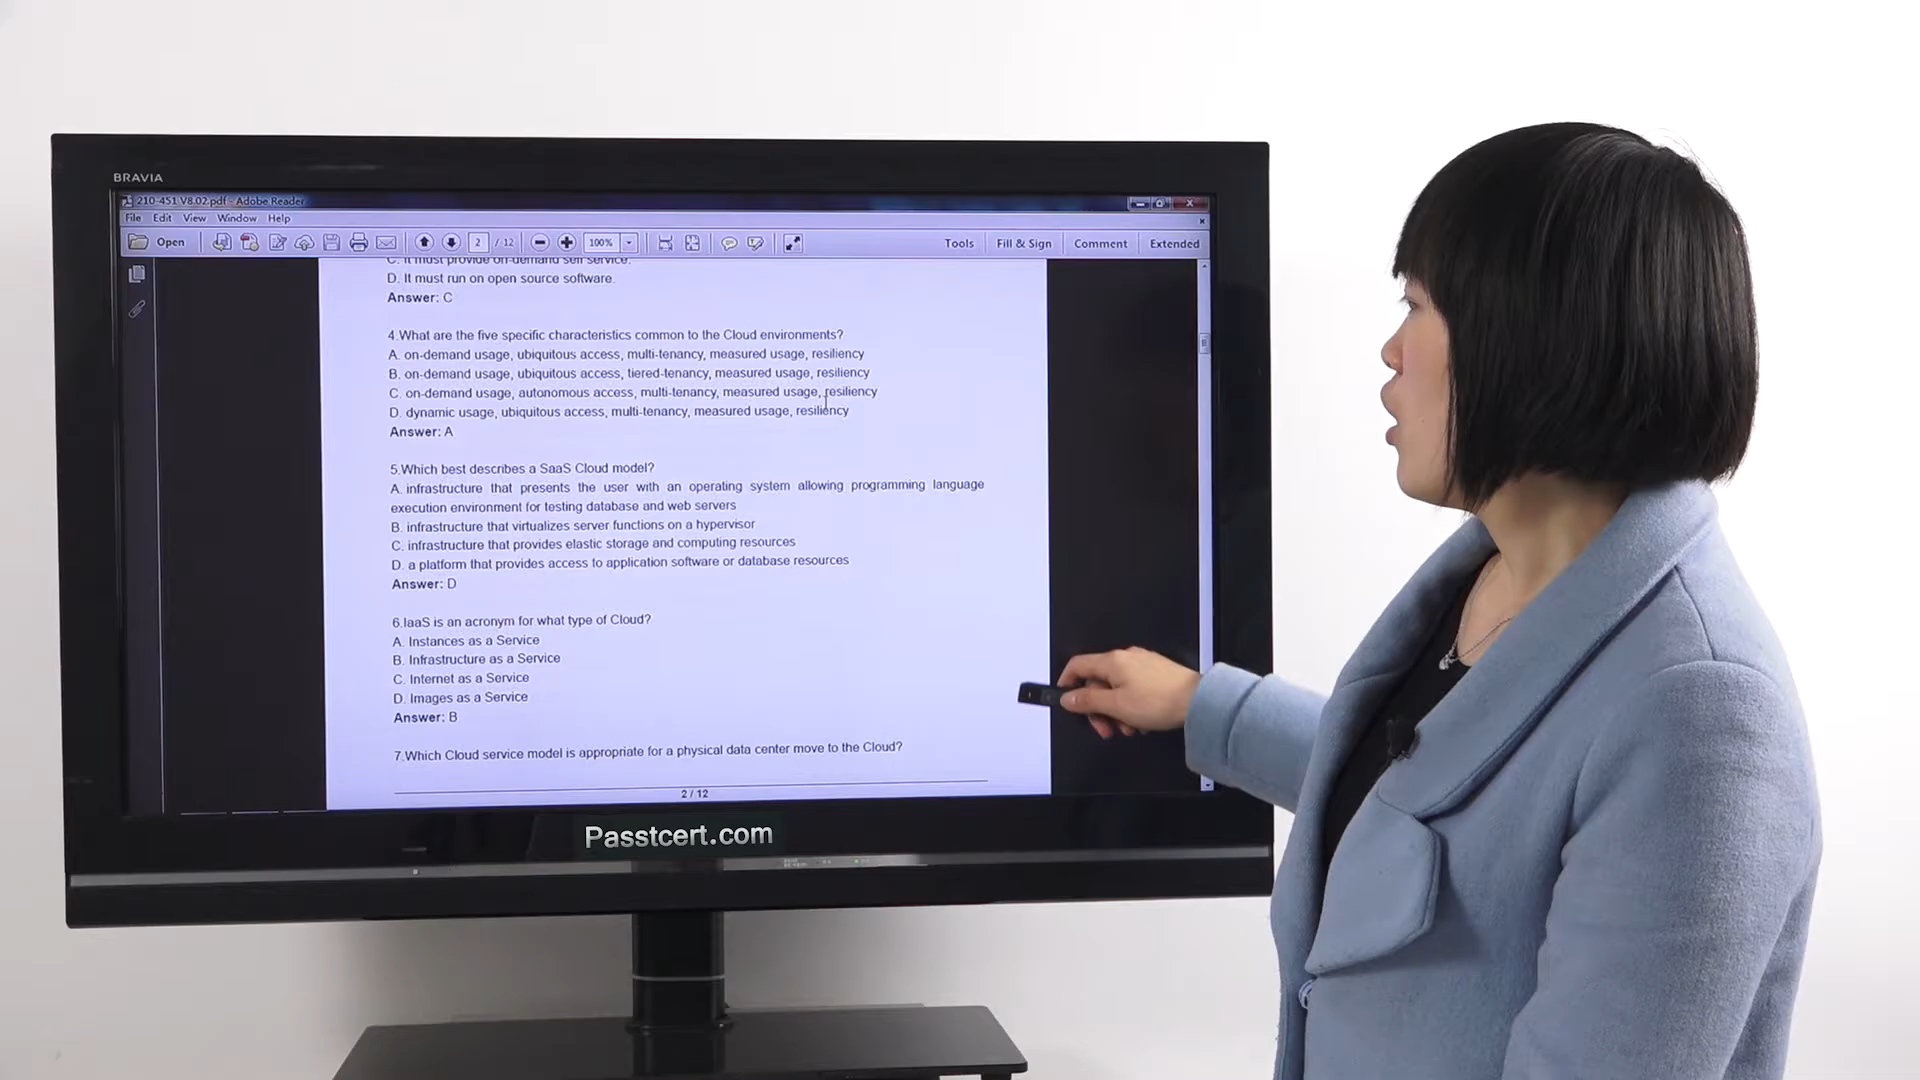 BRAVIA
210-451 V8.02.pdf - Adobe Reader
File Edit View Window Help
Open 2 / 12 100% Tools Fill & Sign Comment Extended
C. It must provide on-demand self service.
D. It must run on open source software.
Answer: C
4.What are the five specific characteristics common to the Cloud environments?
A. on-demand usage, ubiquitous access, multi-tenancy, measured usage, resiliency
B. on-demand usage, ubiquitous access, tiered-tenancy, measured usage, resiliency
C. on-demand usage, autonomous access, multi-tenancy, measured usage, resiliency
D. dynamic usage, ubiquitous access, multi-tenancy, measured usage, resiliency
Answer: A
5.Which best describes a SaaS Cloud model?
A. infrastructure that presents the user with an operating system allowing programming language
execution environment for testing database and web servers
B. infrastructure that virtualizes server functions on a hypervisor
C. infrastructure that provides elastic storage and computing resources
D. a platform that provides access to application software or database resources
Answer: D
6.IaaS is an acronym for what type of Cloud?
A. Instances as a Service
B. Infrastructure as a Service
C. Internet as a Service
D. Images as a Service
Answer: B
7.Which Cloud service model is appropriate for a physical data center move to the Cloud?
2 / 12
Passtcert.com